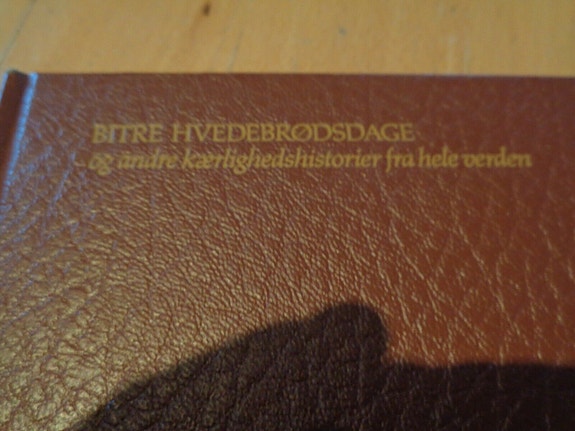 BITRE HVEDEBRØDSDAGE
og andre kærlighedshistorier fra hele verden